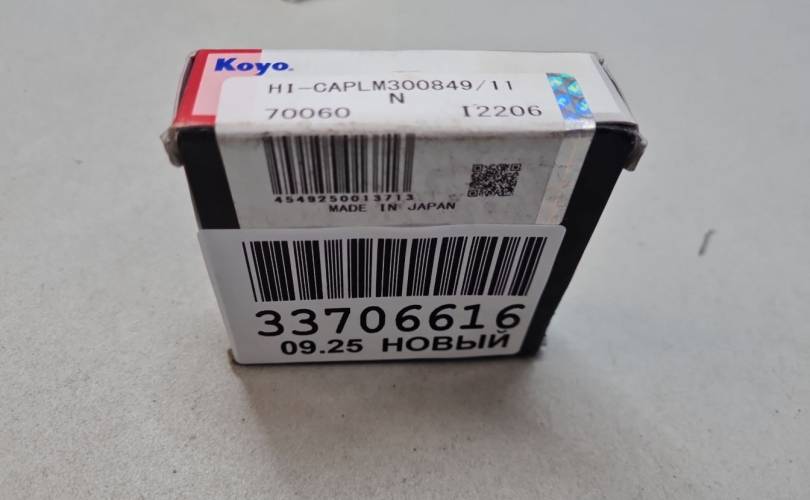 Koyo
HI-CAPLM300849/11
N
70060 I2206
4549250013713
MADE IN JAPAN
33706616
09.25 НОВЫЙ